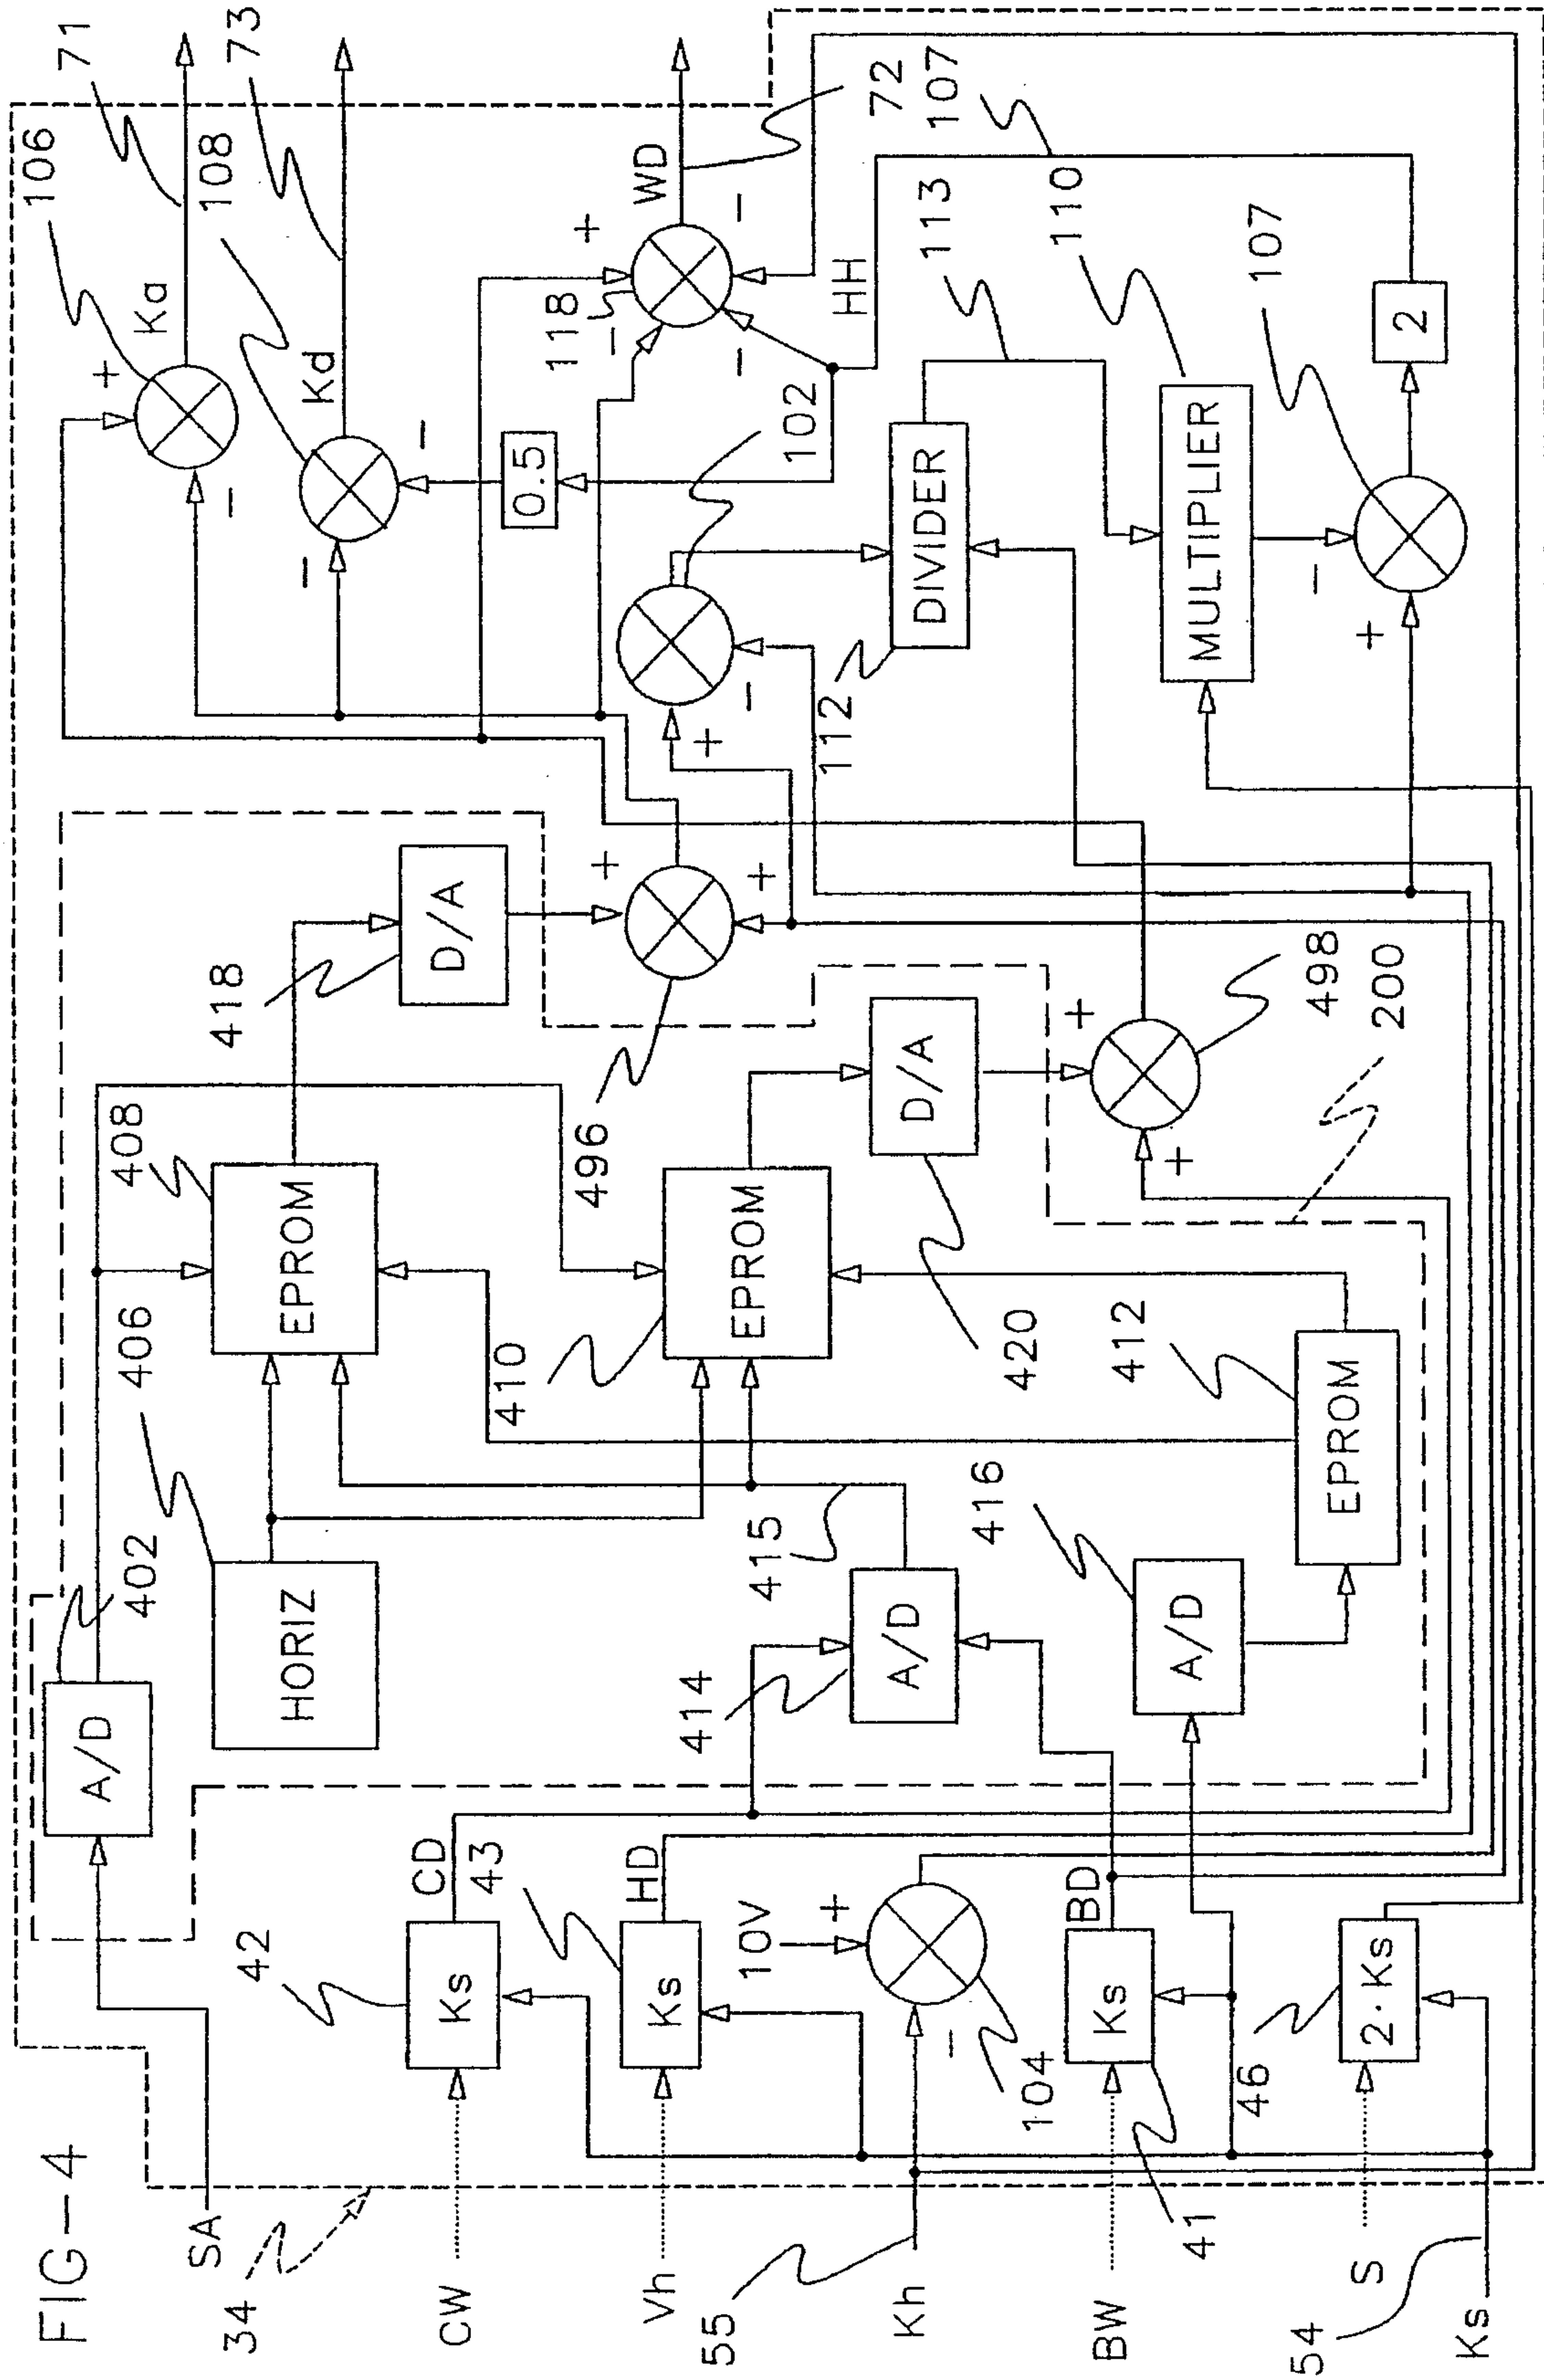 FIG-4
34
SA
CW
Vh
55
Kh
BW
41
S
54
Ks
A/D
402
HORIZ
406
42
Ks
CD
43
Ks
HD
10V
+
-
104
Ks
BD
46
2·Ks
414
A/D
415
416
A/D
412
EPROM
408
EPROM
410
EPROM
418
D/A
420
D/A
496
+
+
498
+
+
200
106
+
-
Ka
71
108
-
-
Kd
73
0.5
118
+
-
-
-
WD
72
107
HH
102
+
-
112
DIVIDER
113
MULTIPLIER
110
107
+
-
2